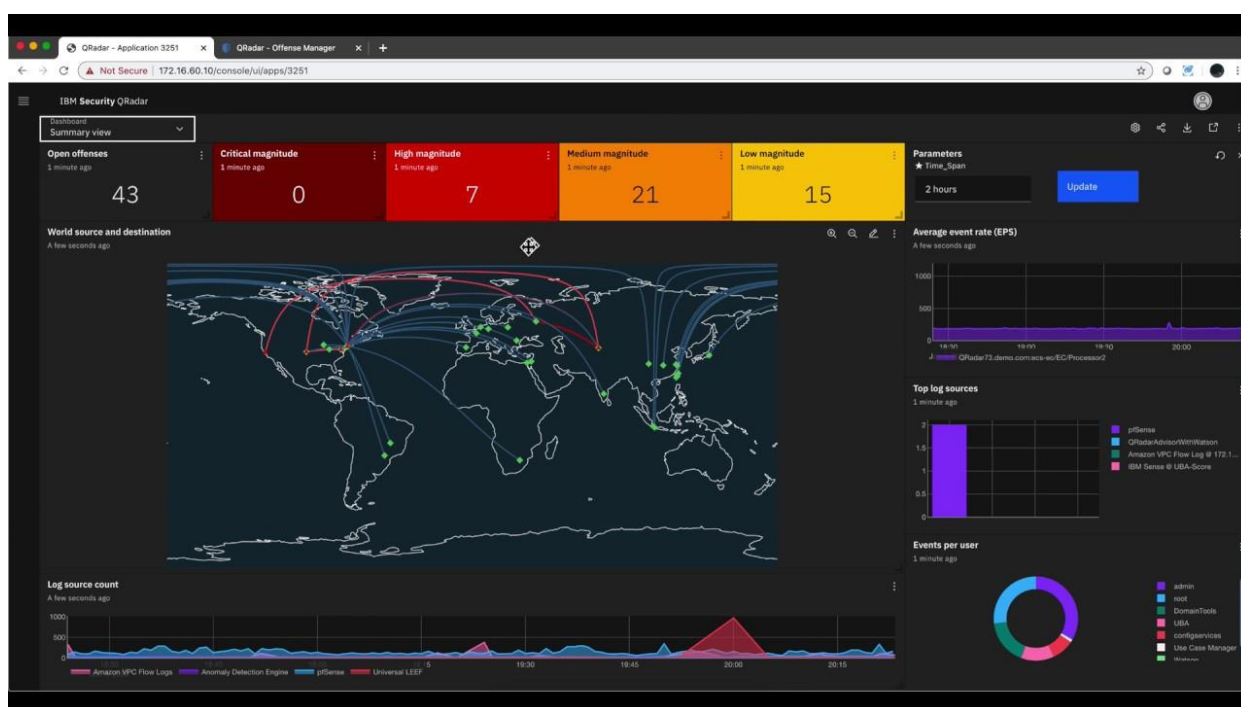 QRadar - Application 3251
QRadar - Offense Manager
Not Secure 172.16.60.10/console/ui/apps/3251
IBM Security QRadar
Dashboard
Summary view
Open offenses
1 minute ago
43
Critical magnitude
1 minute ago
0
High magnitude
1 minute ago
7
Medium magnitude
1 minute ago
21
Low magnitude
1 minute ago
15
Parameters
★ Time_Span
2 hours
Update
World source and destination
A few seconds ago
Average event rate (EPS)
A few seconds ago
1000
500
0
18:30 19:00 19:30 20:00
QRadar73.demo.com:acs-ec/EC/Processor2
Top log sources
1 minute ago
2
1.5
1
0.5
0
pfSense
QRadarAdvisorWithWatson
Amazon VPC Flow Log @ 172.1...
IBM Sense @ UBA-Score
Events per user
1 minute ago
admin
root
DomainTools
UBA
configservices
Use Case Manager
Watson
Log source count
A few seconds ago
1000
500
0
19:30 19:45 20:00 20:15
Amazon VPC Flow Logs Anomaly Detection Engine pfSense Universal LEEF